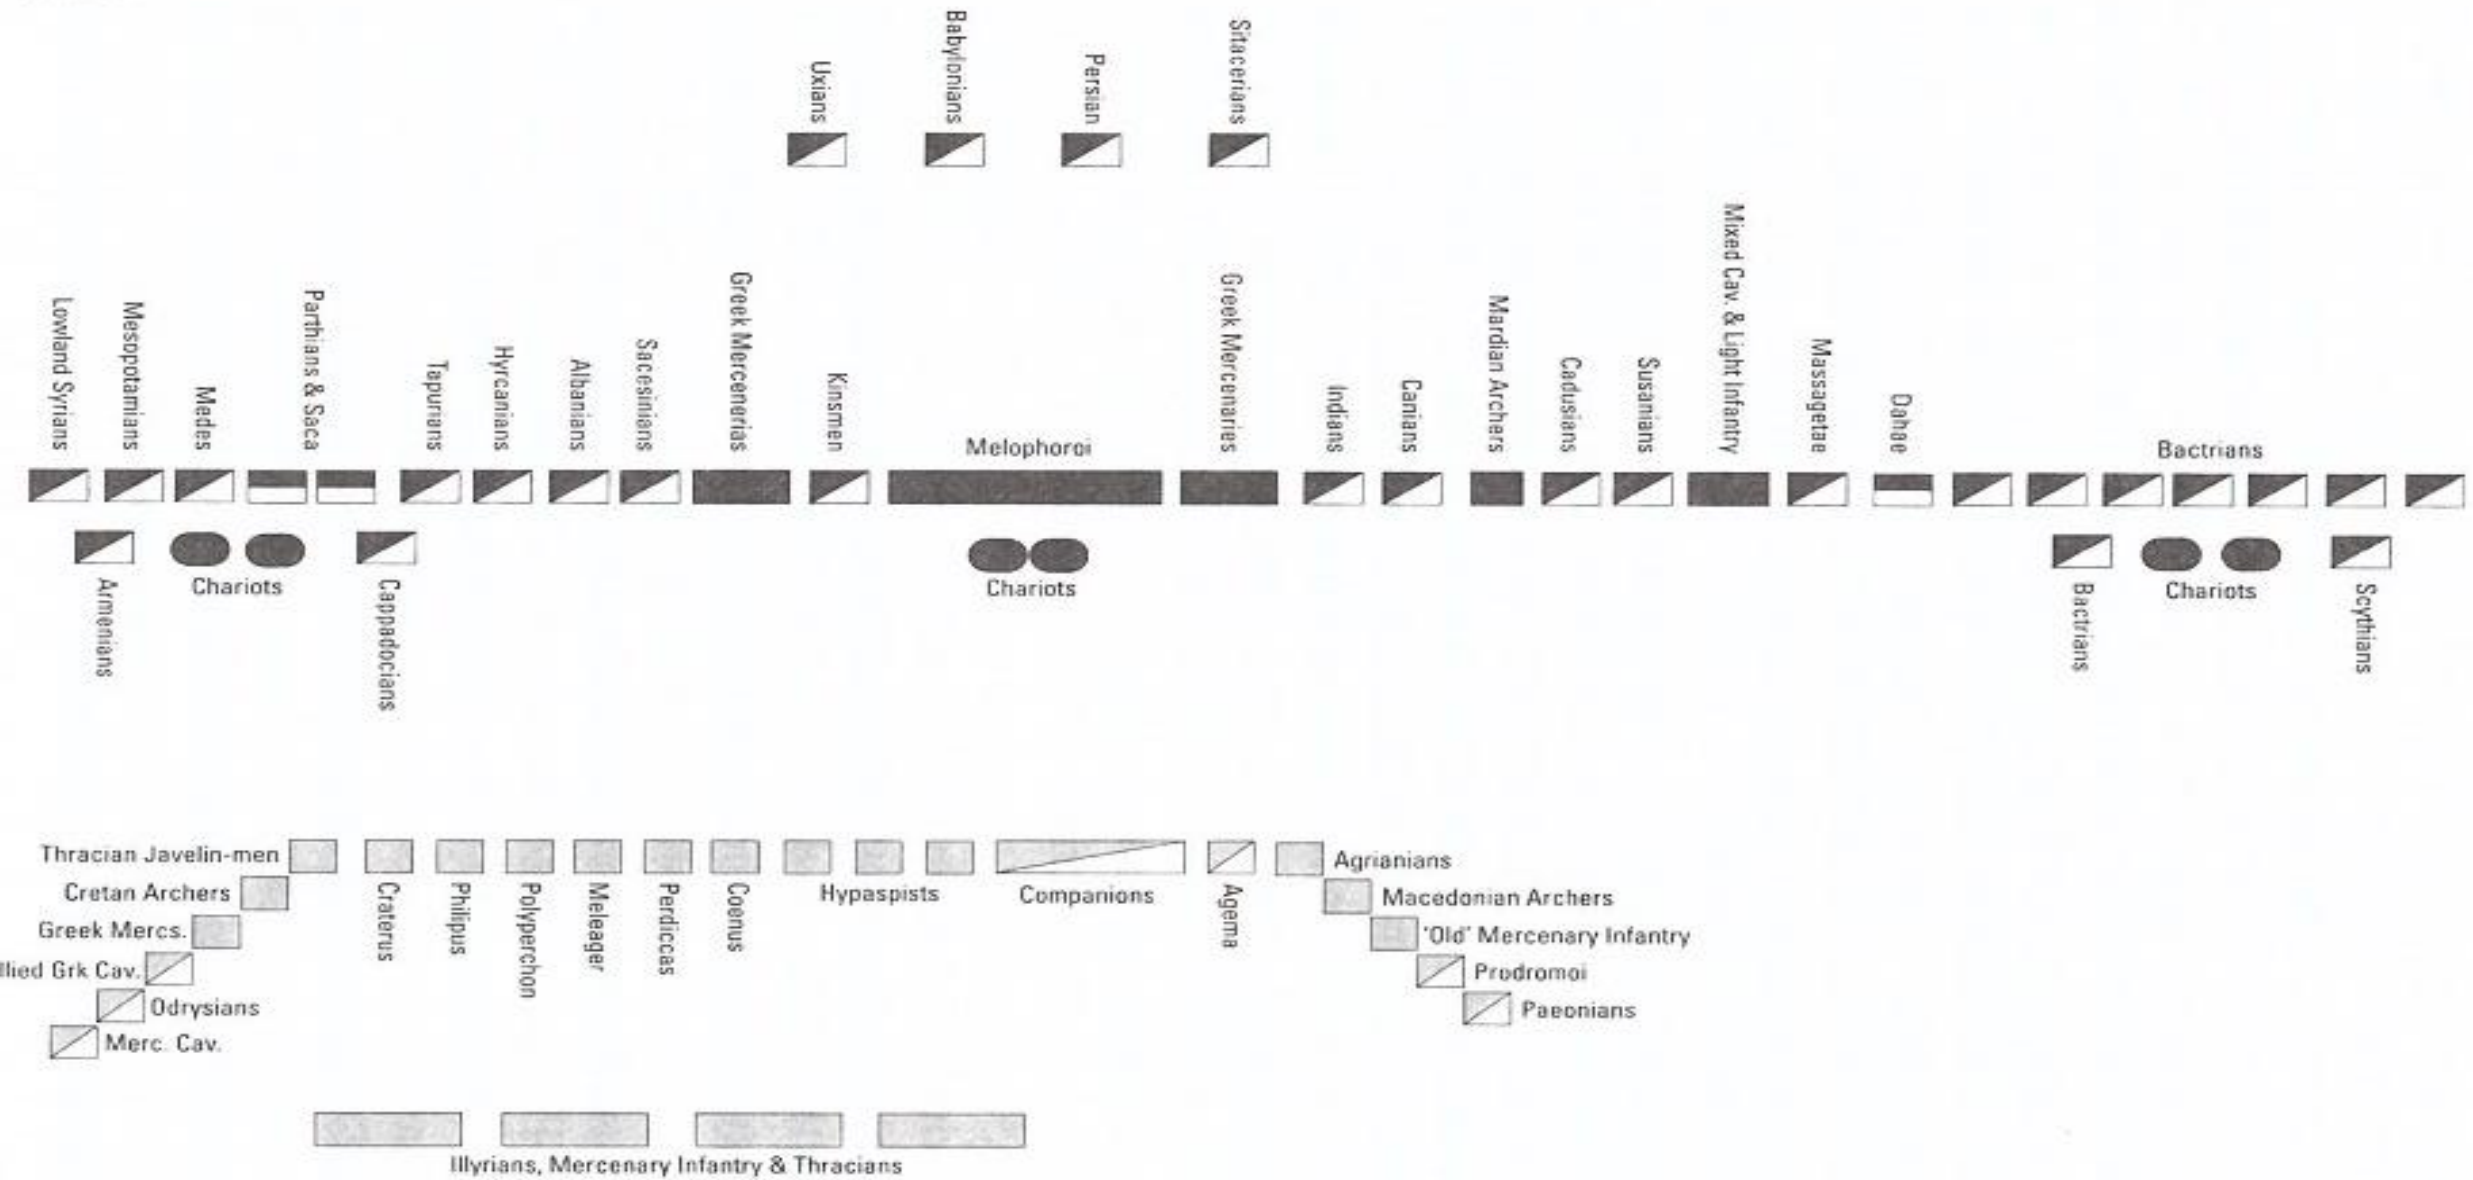 Uxians
Babylonians
Persian
Sitacerians
Lowland Syrians
Mesopotamians
Medes
Parthians & Saca
Tapurians
Hyrcanians
Albanians
Sacesinians
Greek Mercenerias
Kinsmen
Melophoroi
Greek Mercenaries
Indians
Canians
Mardian Archers
Cadusians
Susanians
Mixed Cav. & Light Infantry
Massagetae
Dahae
Bactrians
Armenians
Chariots
Cappadocians
Chariots
Bactrians
Chariots
Scythians
Thracian Javelin-men
Cretan Archers
Greek Mercs.
llied Grk Cav.
Odrysians
Merc. Cav.
Craterus
Philipus
Polyperchon
Meleager
Perdiccas
Coenus
Hypaspists
Companions
Agema
Agrianians
Macedonian Archers
'Old' Mercenary Infantry
Prodromoi
Paeonians
Illyrians, Mercenary Infantry & Thracians